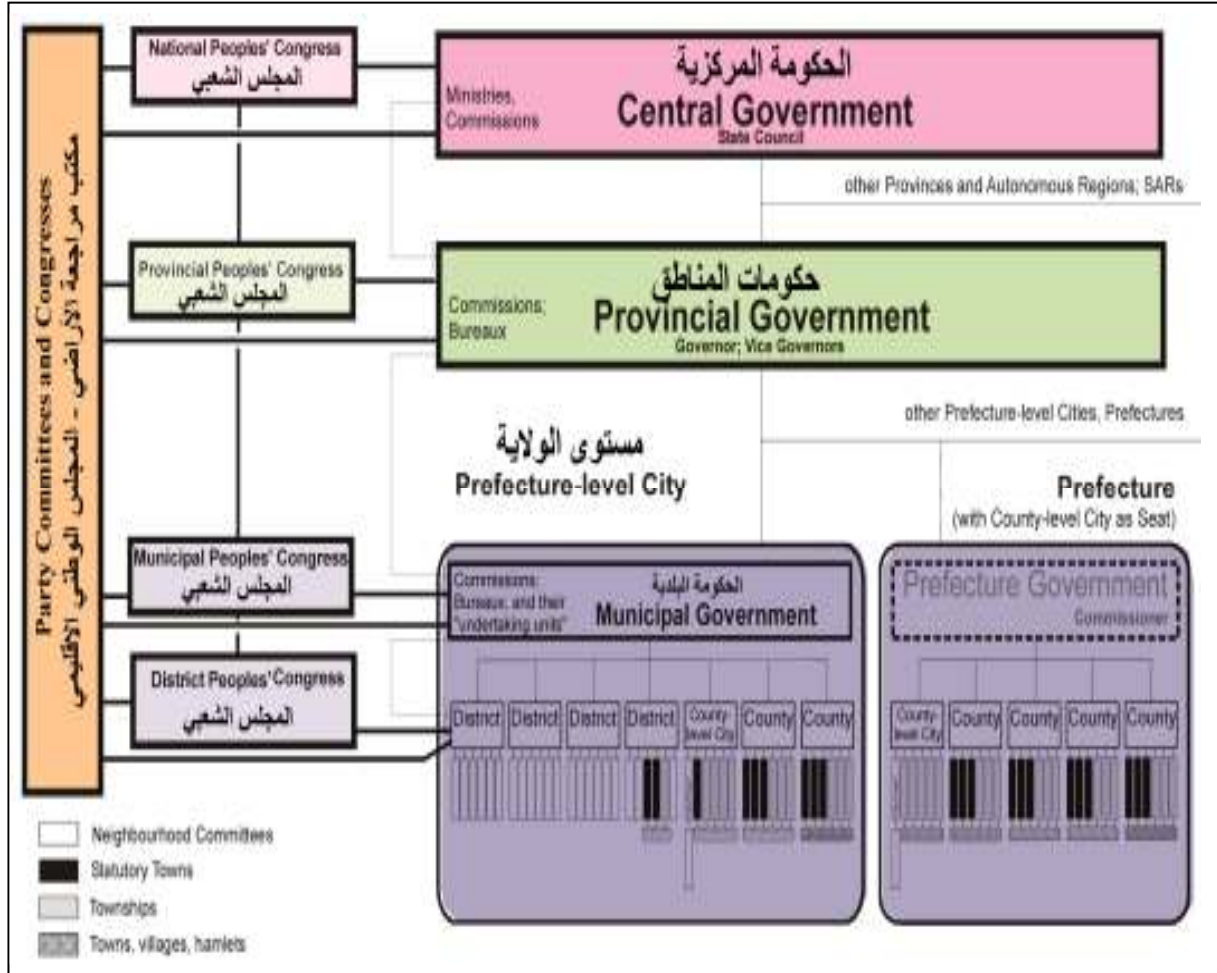 Party Committees and Congresses
مكتب مراجعة الأراضي - المجلس الوطني الاقليمي
National Peoples' Congress
المجلس الشعبي
Ministries,
Commissions
الحكومة المركزية
Central Government
State Council
other Provinces and Autonomous Regions; SARs
Provincial Peoples' Congress
المجلس الشعبي
Commissions;
Bureaux
حكومات المناطق
Provincial Government
Governor; Vice Governors
other Prefecture-level Cities, Prefectures
مستوى الولاية
Prefecture-level City
Prefecture
(with County-level City as Seat)
Municipal Peoples' Congress
المجلس الشعبي
Commissions:
Bureaux, and their
"undertaking units"
الحكومة البلدية
Municipal Government
Prefecture Government
Commissioner
District Peoples' Congress
المجلس الشعبي
District
District
District
District
County-
level City
County
County
County-
level City
County
County
County
County
Neighbourhood Committees
Statutory Towns
Townships
Towns, villages, hamlets